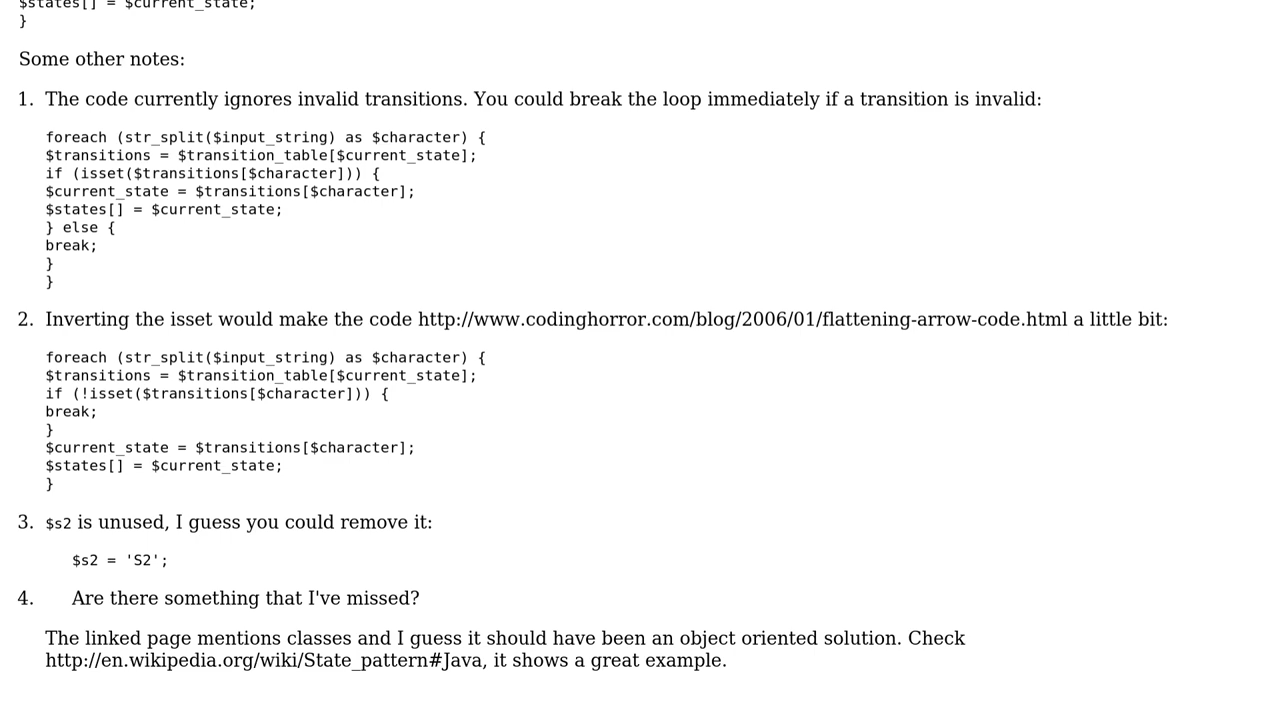 $states[] = $current_state;
}
Some other notes:
1. The code currently ignores invalid transitions. You could break the loop immediately if a transition is invalid:
foreach (str_split($input_string) as $character) {
$transitions = $transition_table[$current_state];
if (isset($transitions[$character])) {
$current_state = $transitions[$character];
$states[] = $current_state;
} else {
break;
}
}
2. Inverting the isset would make the code http://www.codinghorror.com/blog/2006/01/flattening-arrow-code.html a little bit:
foreach (str_split($input_string) as $character) {
$transitions = $transition_table[$current_state];
if (!isset($transitions[$character])) {
break;
}
$current_state = $transitions[$character];
$states[] = $current_state;
}
3. $s2 is unused, I guess you could remove it:
$s2 = 'S2';
4. Are there something that I've missed?
The linked page mentions classes and I guess it should have been an object oriented solution. Check
http://en.wikipedia.org/wiki/State_pattern#Java, it shows a great example.